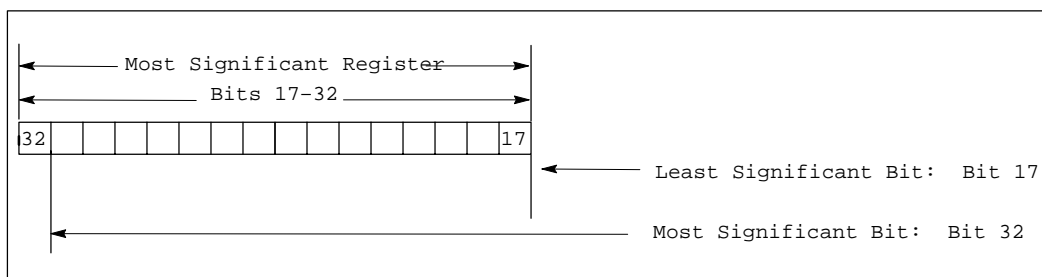 Most Significant Register
Bits 17-32
32
17
Least Significant Bit: Bit 17
Most Significant Bit: Bit 32